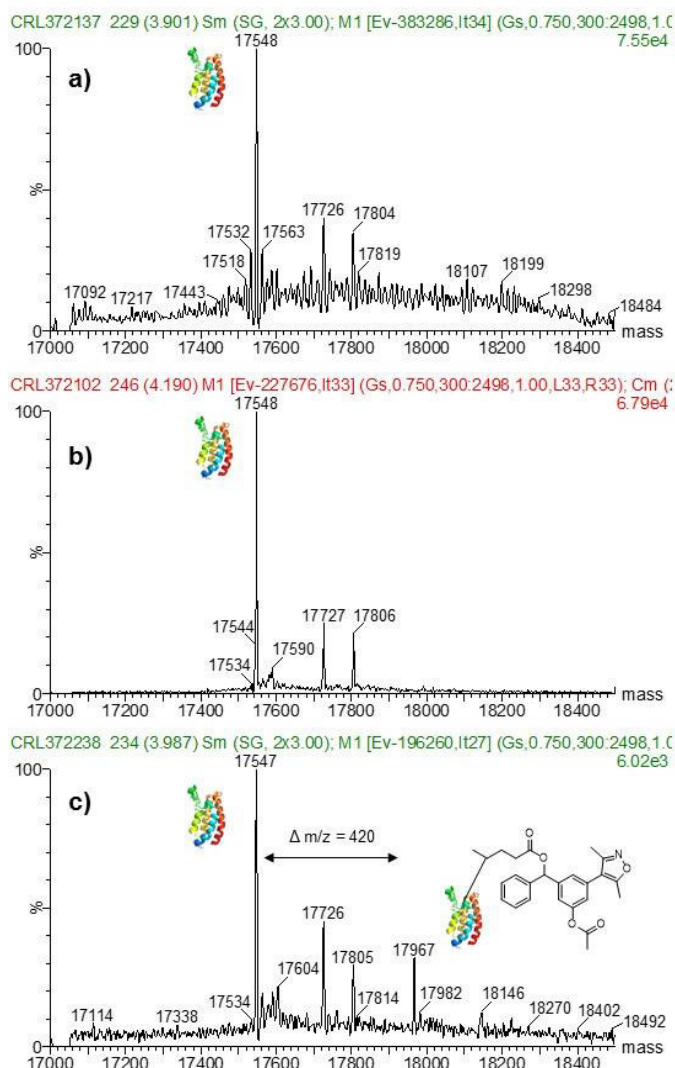 CRL372137 229 (3.901) Sm (SG, 2x3.00); M1 [Ev-383286,It34] (Gs,0.750,300:2498,1.0
7.55e4
17548
100
a)
%
17532
17563
17518
17726
17804
17819
17092
17217
17443
18107
18199
18298
18484
0
mass
17000 17200 17400 17600 17800 18000 18200 18400
CRL372102 246 (4.190) M1 [Ev-227676,It33] (Gs,0.750,300:2498,1.00,L33,R33); Cm (2
6.79e4
17548
100
b)
%
17544
17534
17590
17727
17806
0
mass
17000 17200 17400 17600 17800 18000 18200 18400
CRL372238 234 (3.987) Sm (SG, 2x3.00); M1 [Ev-196260,It27] (Gs,0.750,300:2498,1.0
6.02e3
17547
100
c)
Δ m/z = 420
O
O
N
O
O
O
%
17726
17604
17805
17814
17967
17982
17534
17114
17338
18146
18270
18402
18492
0
mass
17000 17200 17400 17600 17800 18000 18200 18400